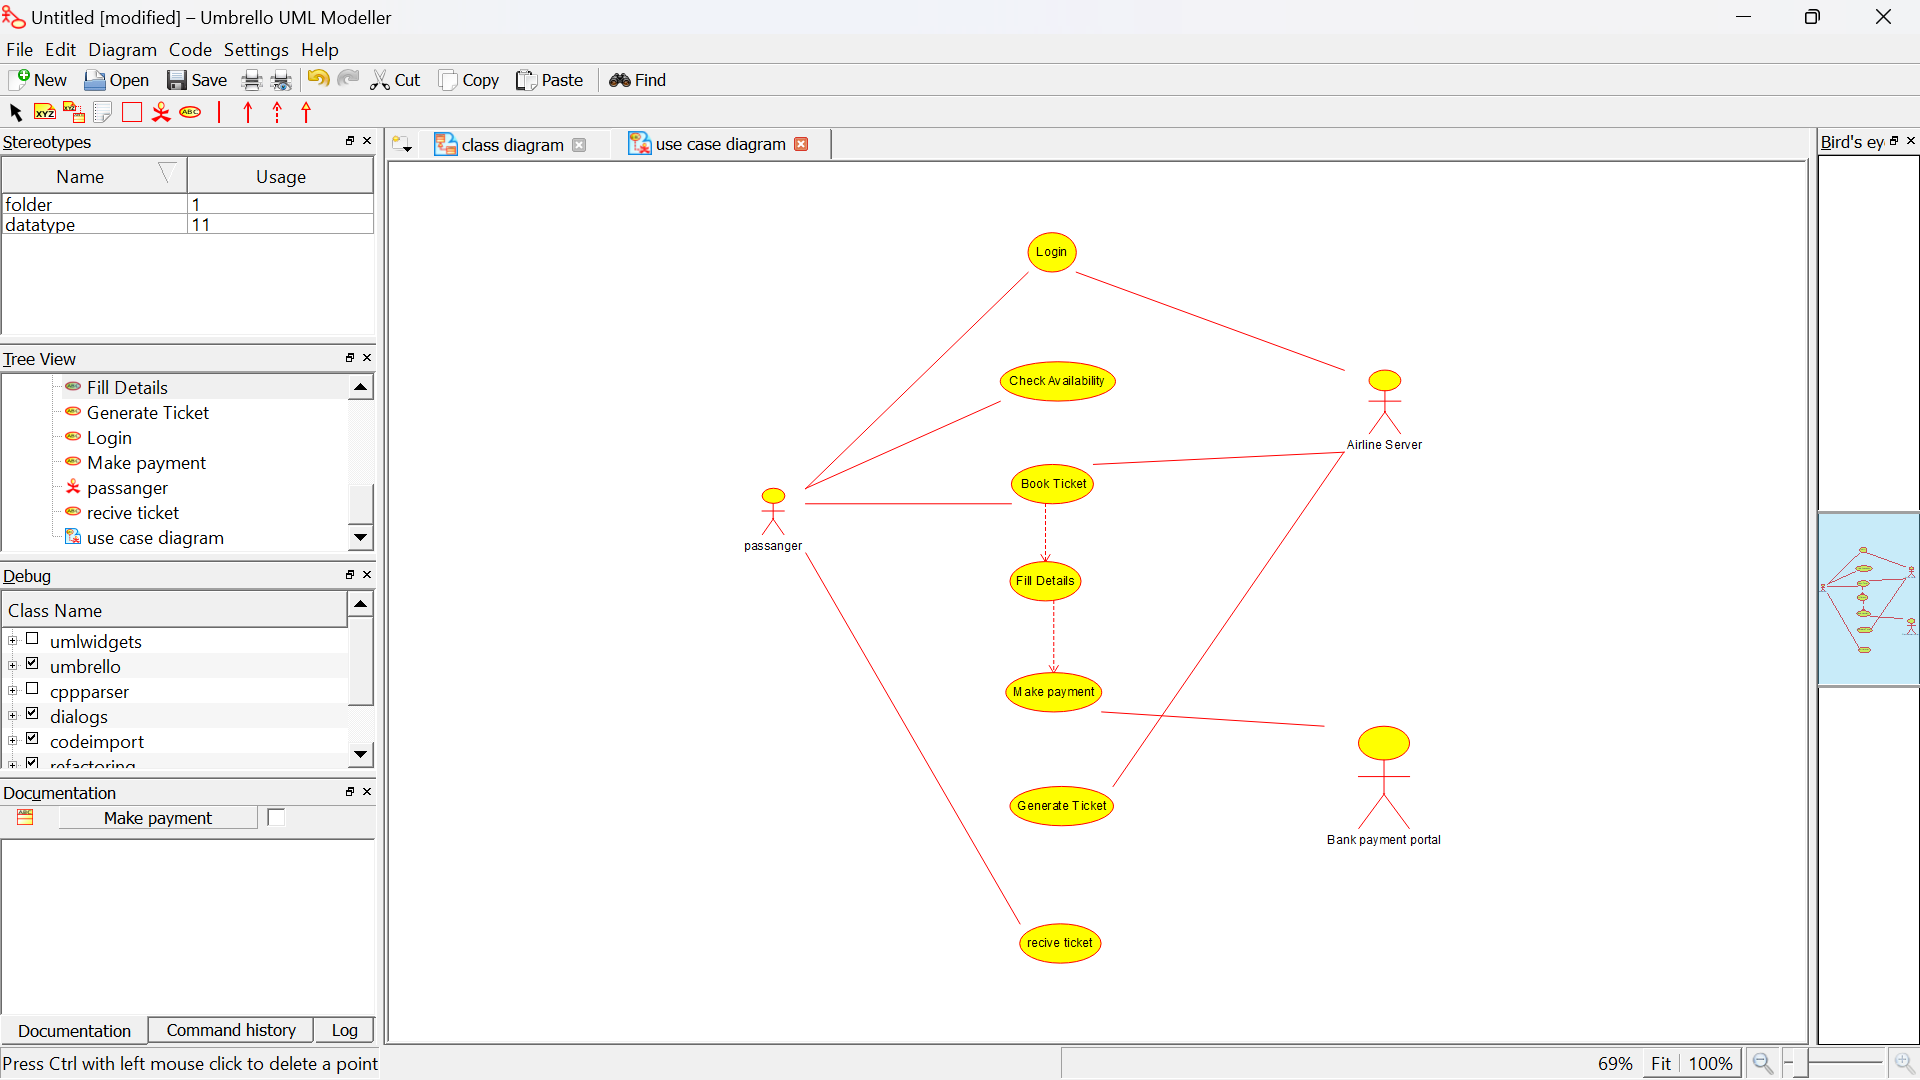 Untitled [modified] – Umbrello UML Modeller
File Edit Diagram Code Settings Help
New Open Save Cut Copy Paste Find
XYZ XYZ ABC
Stereotypes
Name Usage
folder 1
datatype 11
Tree View
Fill Details
Generate Ticket
Login
Make payment
passanger
recive ticket
use case diagram
Debug
Class Name
umlwidgets
umbrello
cppparser
dialogs
codeimport
refactoring
Documentation
Make payment
Documentation Command history Log
Press Ctrl with left mouse click to delete a point
class diagram use case diagram
Login
Check Availability
Airline Server
Book Ticket
passanger
Fill Details
Make payment
Generate Ticket
Bank payment portal
recive ticket
Bird's ey
69% Fit 100%